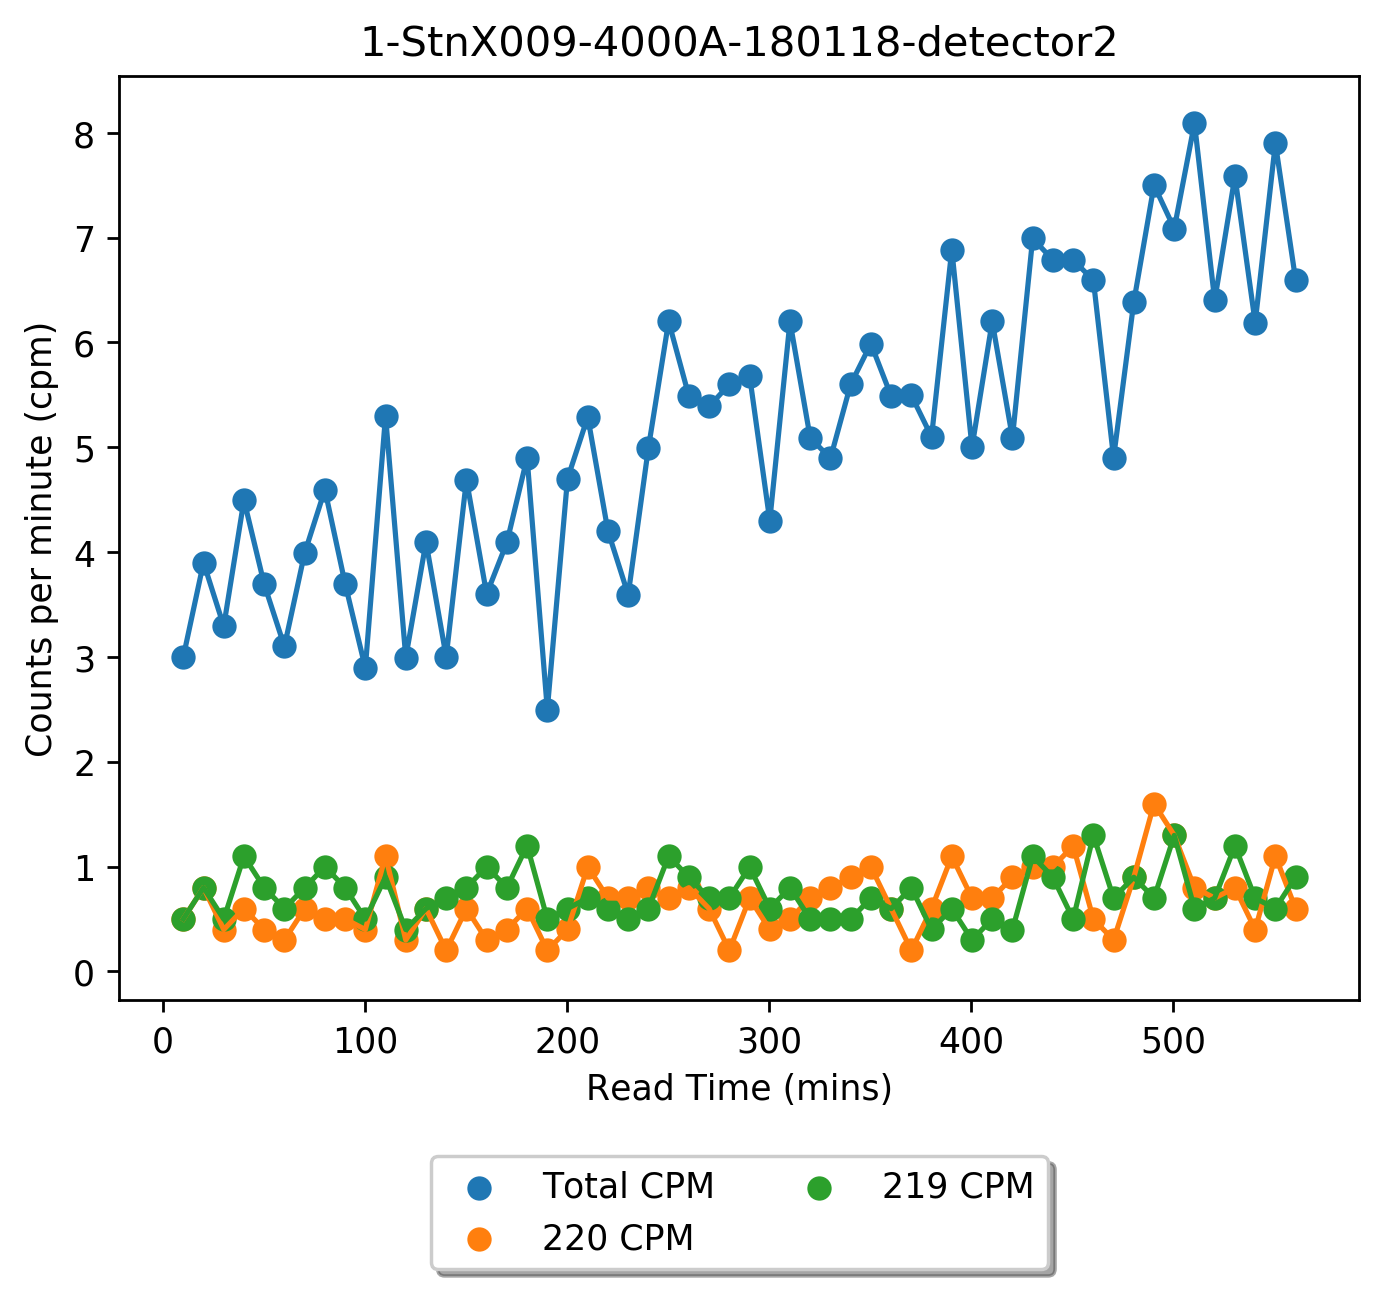 1-StnX009-4000A-180118-detector2
8
7
6
5
4
3
2
1
0
Counts per minute (cpm)
0 100 200 300 400 500
Read Time (mins)
Total CPM 219 CPM
220 CPM